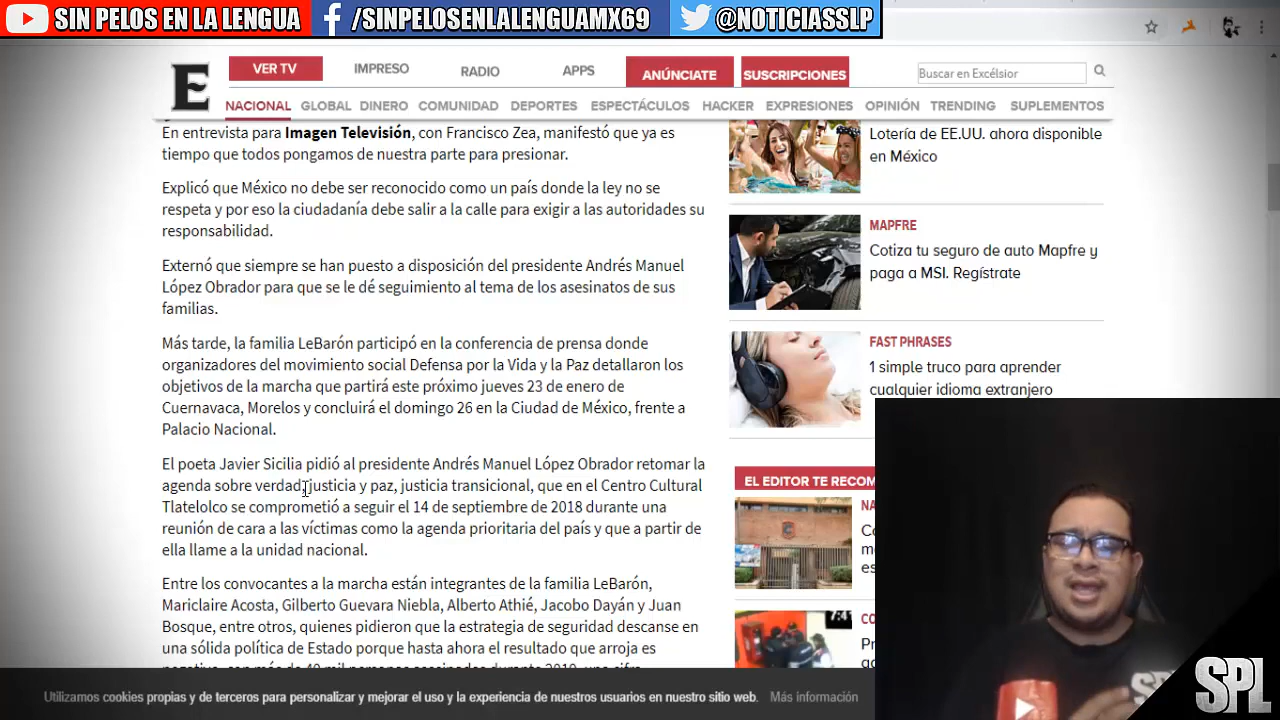 SIN PELOS EN LA LENGUA
/SINPELOSENLALENGUAMX69
@NOTICIASSLP
E
VER TV
IMPRESO
RADIO
APPS
ANÚNCIATE
SUSCRIPCIONES
Buscar en Excélsior
NACIONAL GLOBAL DINERO COMUNIDAD DEPORTES ESPECTÁCULOS HACKER EXPRESIONES OPINIÓN TRENDING SUPLEMENTOS
En entrevista para Imagen Televisión, con Francisco Zea, manifestó que ya es
tiempo que todos pongamos de nuestra parte para presionar.
Explicó que México no debe ser reconocido como un país donde la ley no se
respeta y por eso la ciudadanía debe salir a la calle para exigir a las autoridades su
responsabilidad.
Externó que siempre se han puesto a disposición del presidente Andrés Manuel
López Obrador para que se le dé seguimiento al tema de los asesinatos de sus
familias.
Más tarde, la familia LeBarón participó en la conferencia de prensa donde
organizadores del movimiento social Defensa por la Vida y la Paz detallaron los
objetivos de la marcha que partirá este próximo jueves 23 de enero de
Cuernavaca, Morelos y concluirá el domingo 26 en la Ciudad de México, frente a
Palacio Nacional.
El poeta Javier Sicilia pidió al presidente Andrés Manuel López Obrador retomar la
agenda sobre verdad, justicia y paz, justicia transicional, que en el Centro Cultural
Tlatelolco se comprometió a seguir el 14 de septiembre de 2018 durante una
reunión de cara a las víctimas como la agenda prioritaria del país y que a partir de
ella llame a la unidad nacional.
Entre los convocantes a la marcha están integrantes de la familia LeBarón,
Mariclaire Acosta, Gilberto Guevara Niebla, Alberto Athié, Jacobo Dayán y Juan
Bosque, entre otros, quienes pidieron que la estrategia de seguridad descanse en
una sólida política de Estado porque hasta ahora el resultado que arroja es
Lotería de EE.UU. ahora disponible
en México
MAPFRE
Cotiza tu seguro de auto Mapfre y
paga a MSI. Regístrate
FAST PHRASES
1 simple truco para aprender
cualquier idioma extranjero
EL EDITOR TE RECOM
NA
Co
m
es
CO
Pr
Utilizamos cookies propias y de terceros para personalizar y mejorar el uso y la experiencia de nuestros usuarios en nuestro sitio web. Más información
SPL